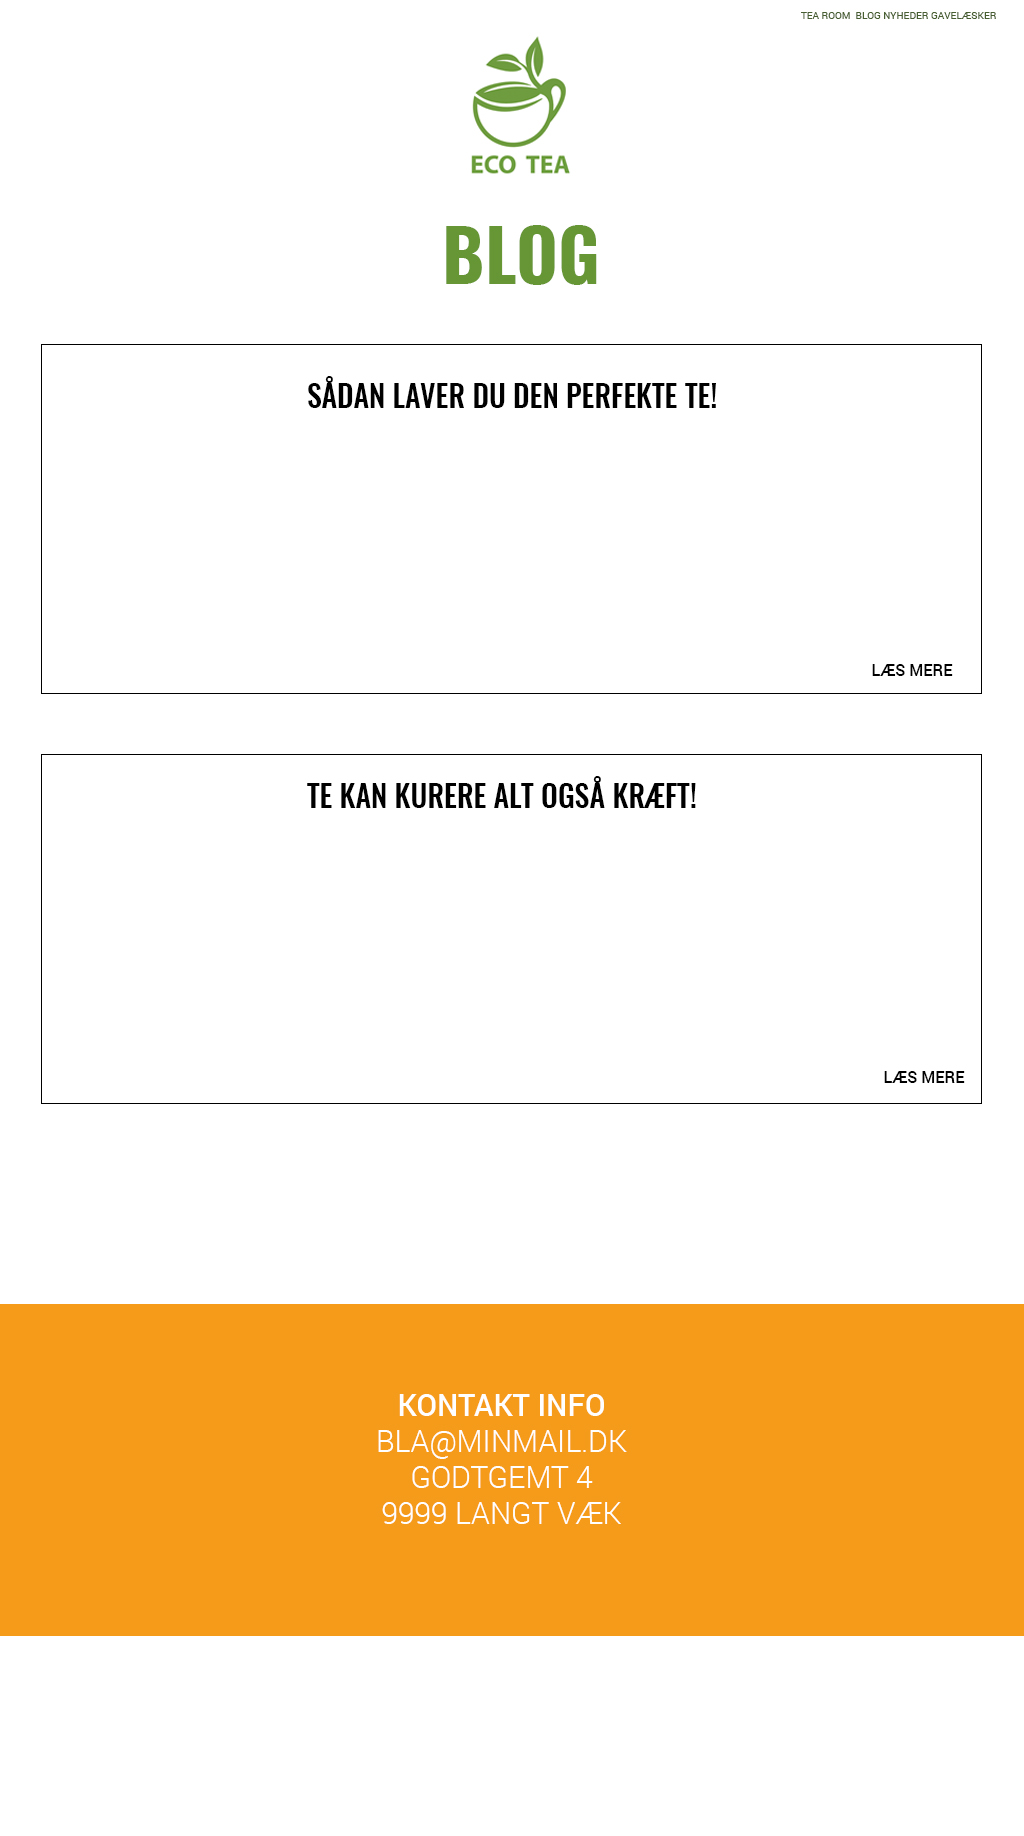 TEA ROOM  BLOG NYHEDER GAVELÆSKER
ECO TEA
BLOG
SÅDAN LAVER DU DEN PERFEKTE TE!
LÆS MERE
TE KAN KURERE ALT OGSÅ KRÆFT!
LÆS MERE
KONTAKT INFO
BLA@MINMAIL.DK
GODTGEMT 4
9999 LANGT VÆK